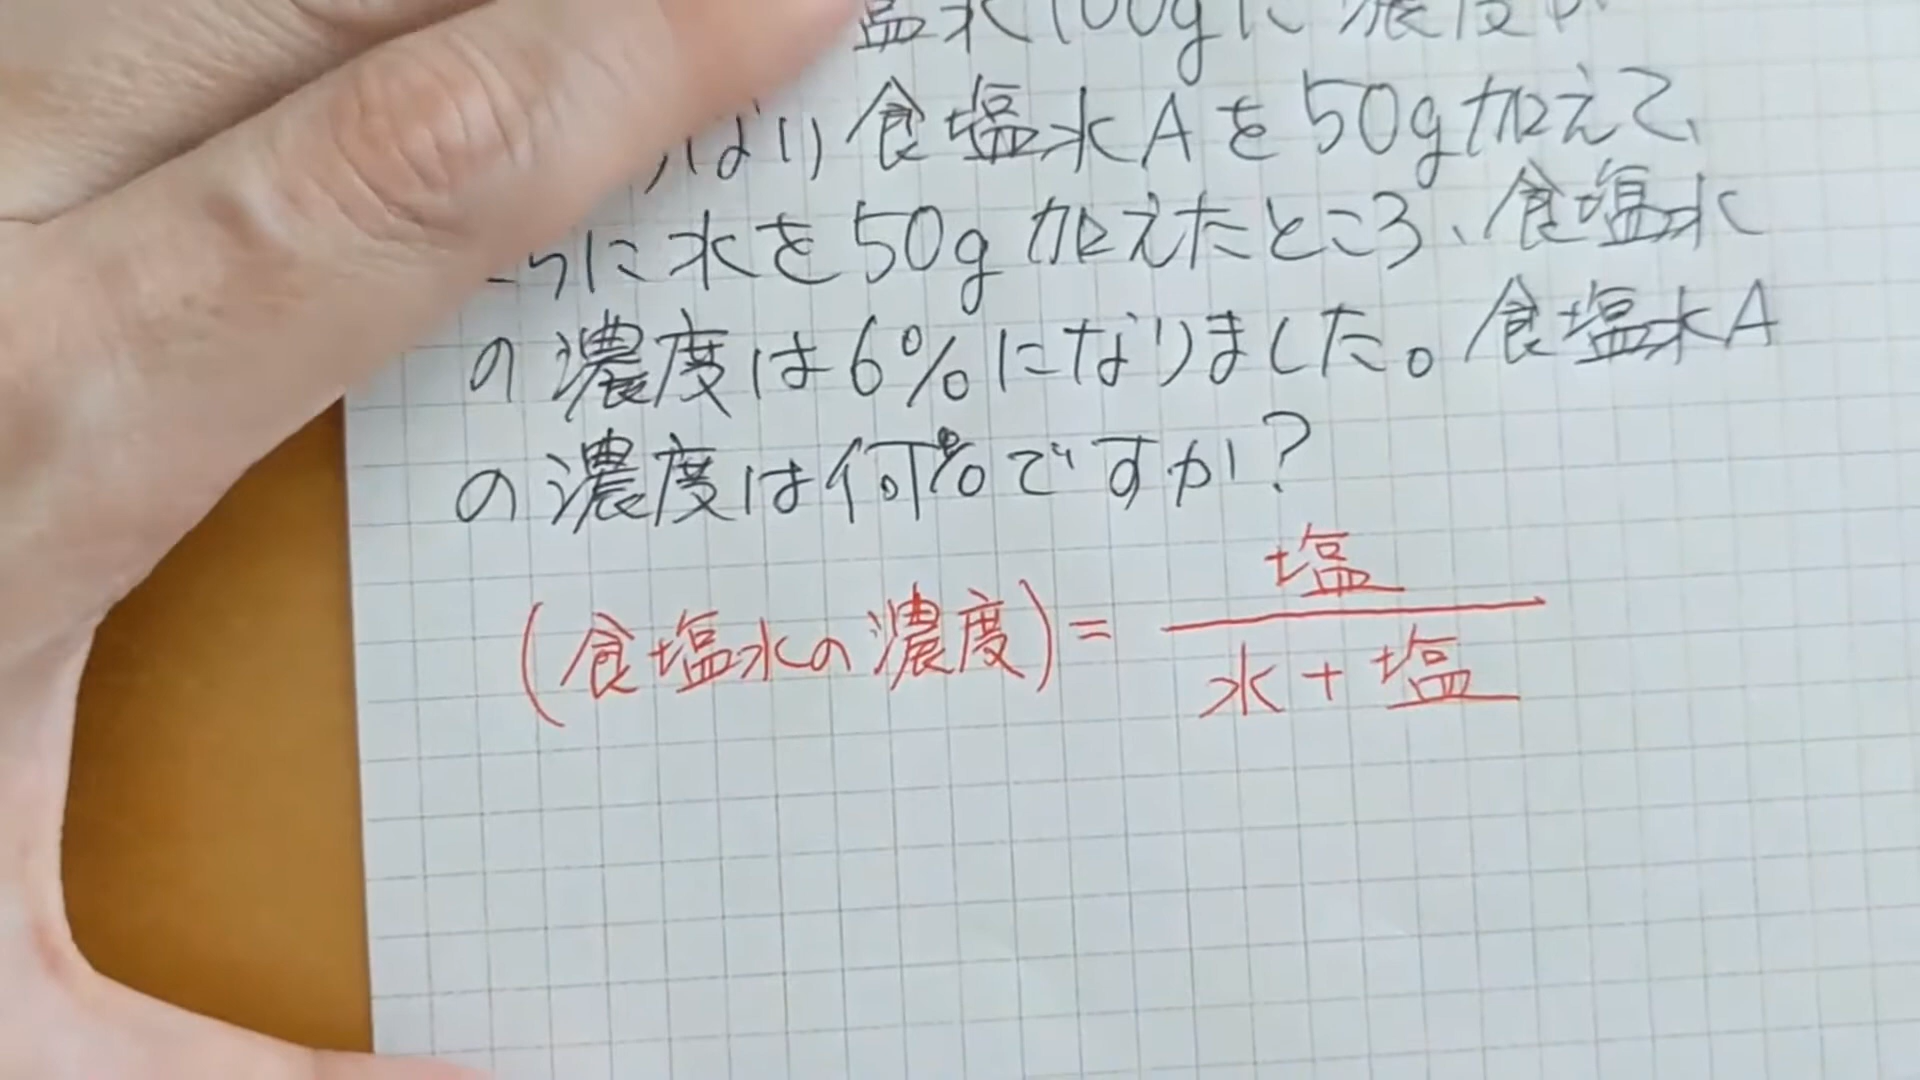 塩水100gに濃度が
ない食塩水Aを50g加えて、
らに水を50g加えたところ、食塩水
の濃度は6%になりました。食塩水A
の濃度は何%ですか?
(食塩水の濃度)=
塩
水+塩